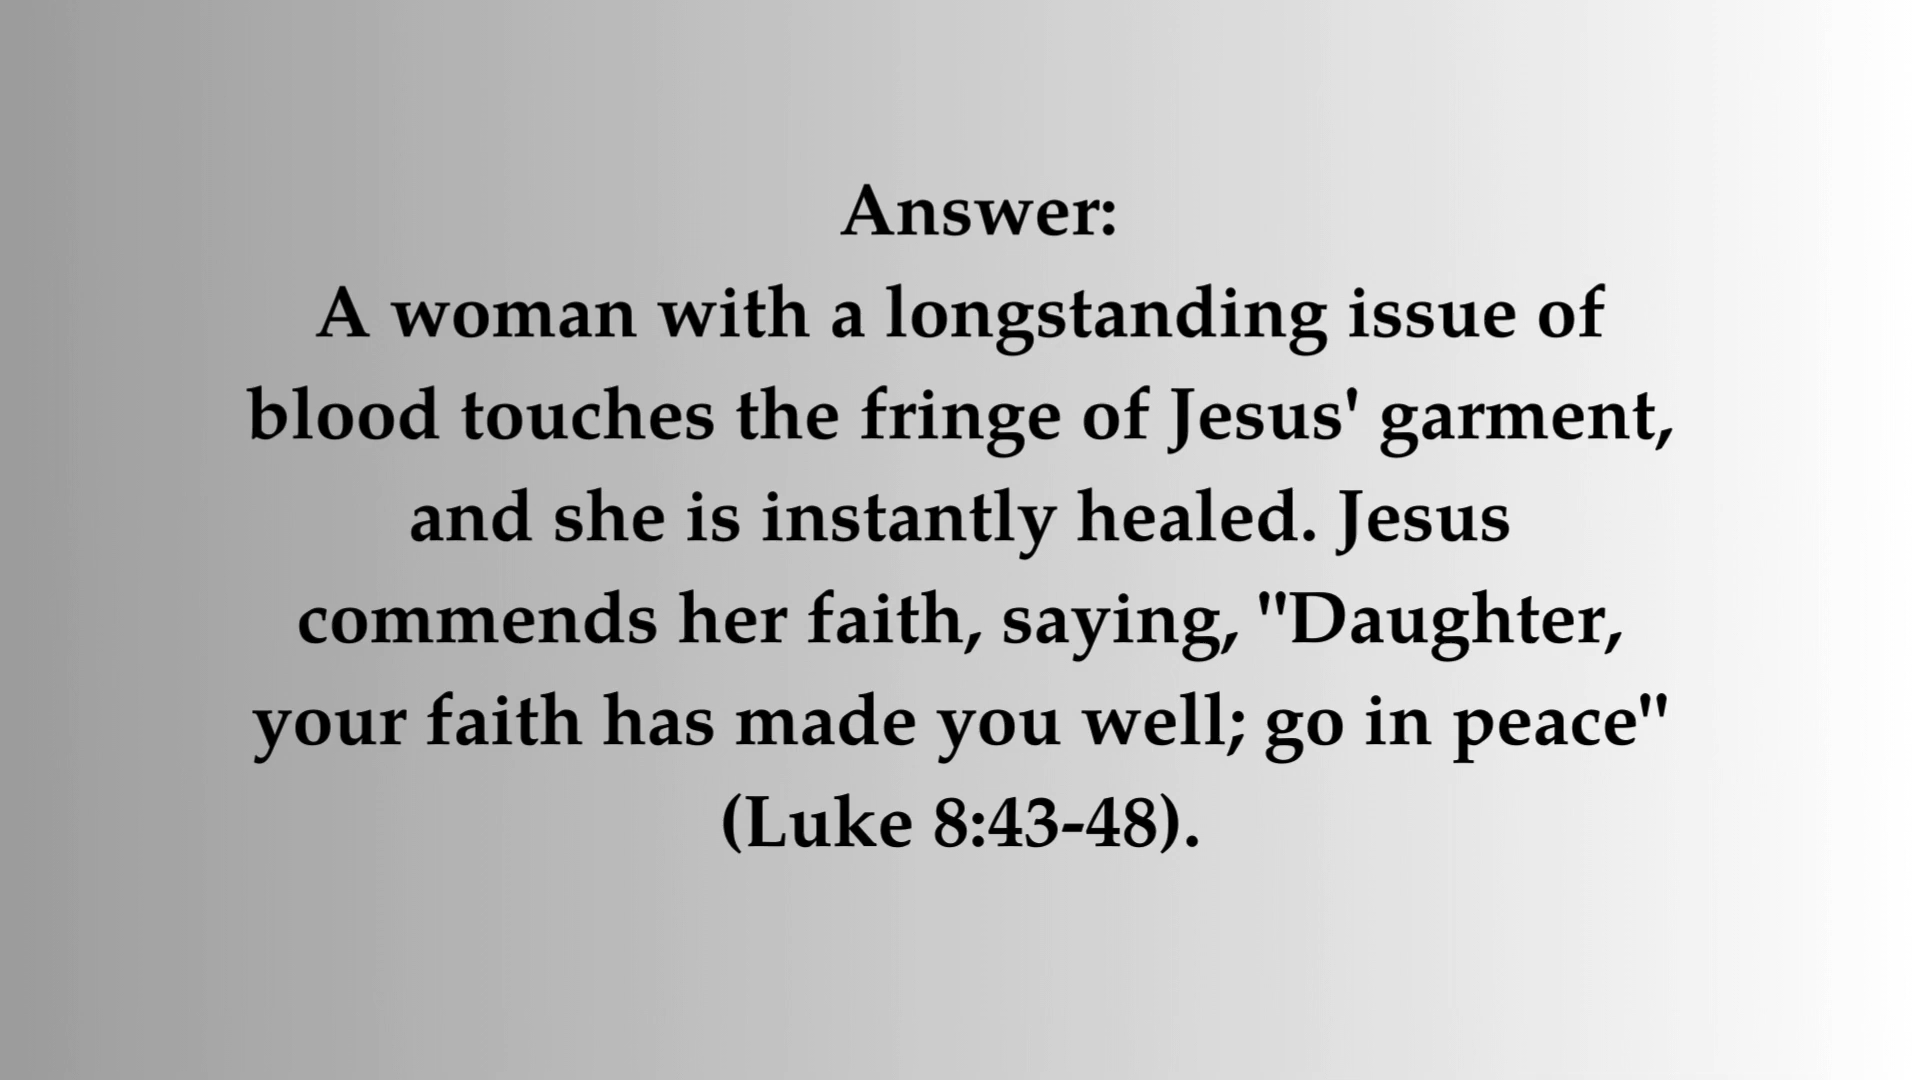 Answer:
A woman with a longstanding issue of
blood touches the fringe of Jesus' garment,
and she is instantly healed. Jesus
commends her faith, saying, "Daughter,
your faith has made you well; go in peace"
(Luke 8:43-48).